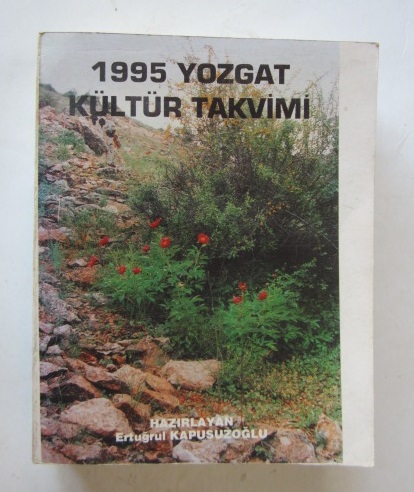 1995 YOZGAT
KÜLTÜR TAKVİMİ
HAZIRLAYAN
Ertuğrul KAPUSUZOĞLU